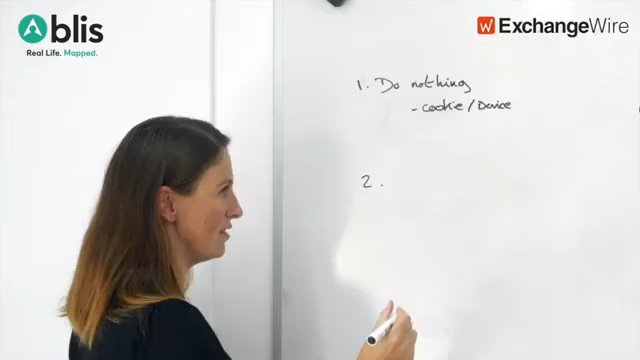 blis
Real Life. Mapped.
ExchangeWire
1. Do nothing
- cookie / Device
2.